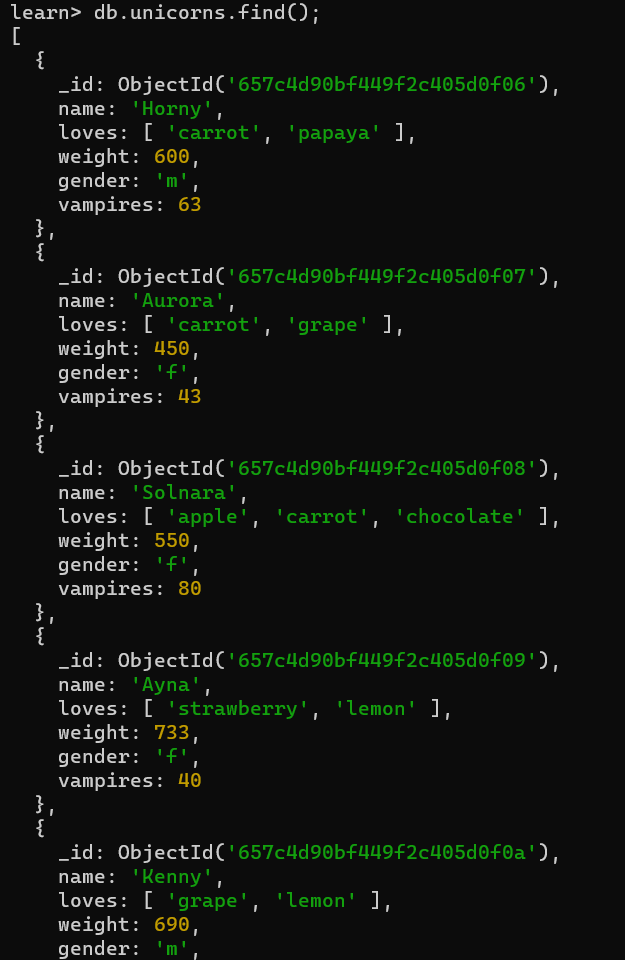 learn> db.unicorns.find();
[
  {
    _id: ObjectId('657c4d90bf449f2c405d0f06'),
    name: 'Horny',
    loves: [ 'carrot', 'papaya' ],
    weight: 600,
    gender: 'm',
    vampires: 63
  },
  {
    _id: ObjectId('657c4d90bf449f2c405d0f07'),
    name: 'Aurora',
    loves: [ 'carrot', 'grape' ],
    weight: 450,
    gender: 'f',
    vampires: 43
  },
  {
    _id: ObjectId('657c4d90bf449f2c405d0f08'),
    name: 'Solnara',
    loves: [ 'apple', 'carrot', 'chocolate' ],
    weight: 550,
    gender: 'f',
    vampires: 80
  },
  {
    _id: ObjectId('657c4d90bf449f2c405d0f09'),
    name: 'Ayna',
    loves: [ 'strawberry', 'lemon' ],
    weight: 733,
    gender: 'f',
    vampires: 40
  },
  {
    _id: ObjectId('657c4d90bf449f2c405d0f0a'),
    name: 'Kenny',
    loves: [ 'grape', 'lemon' ],
    weight: 690,
    gender: 'm',